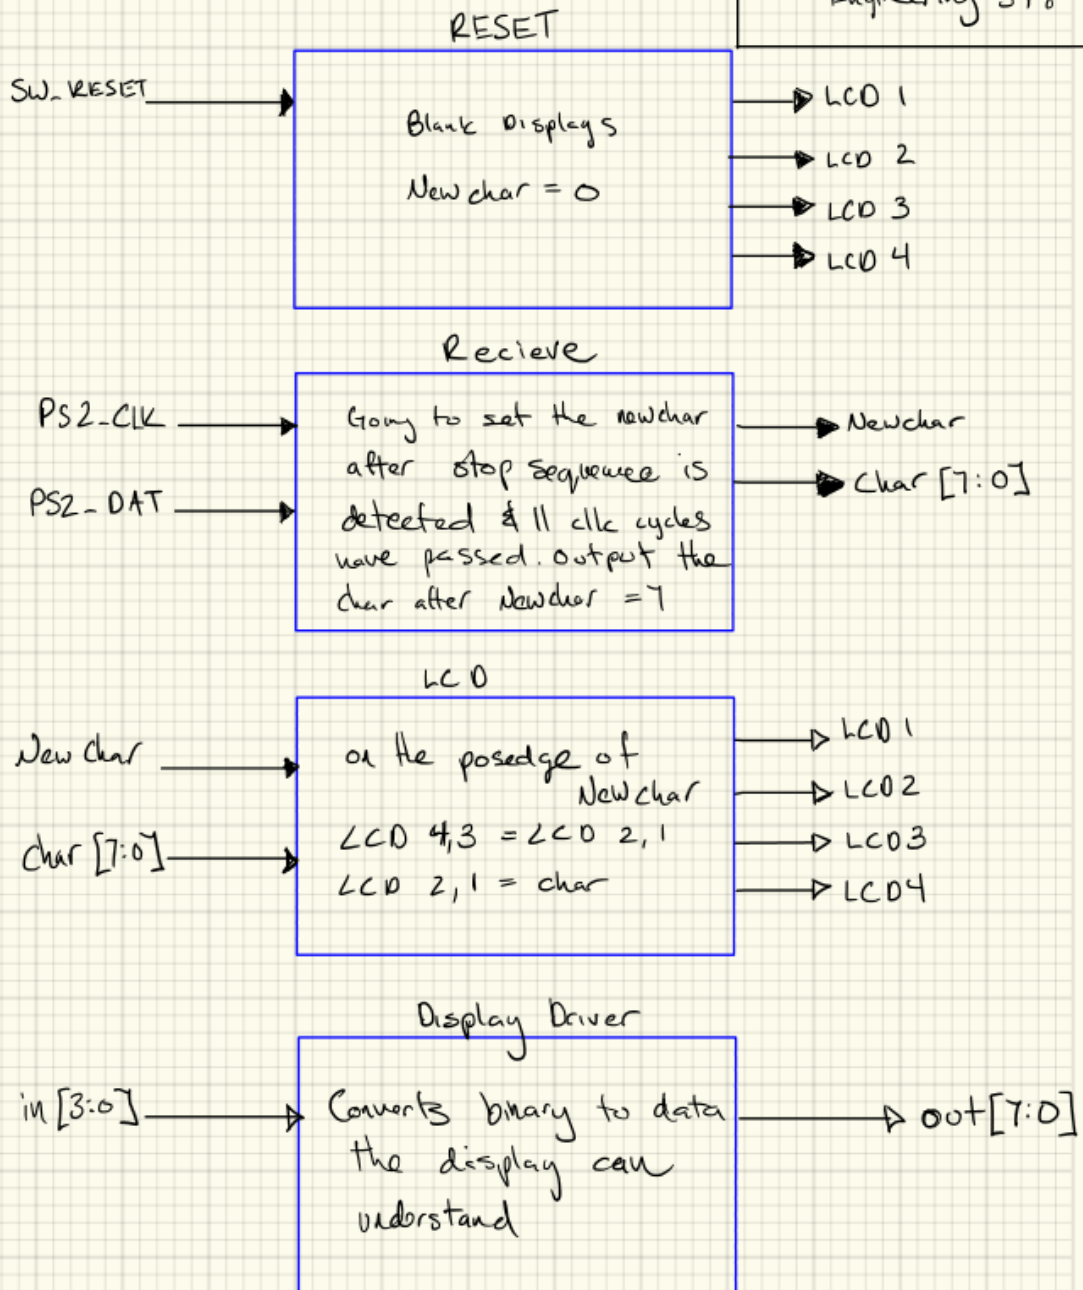 Engineering 378
RESET
SW_RESET
Blank Displays
Newchar = 0
LCD 1
LCD 2
LCD 3
LCD 4
Recieve
PS2_CLK
PS2_DAT
Going to set the newchar
after stop sequence is
detected & 11 clk cycles
have passed. Output the
char after Newchar = 1
Newchar
Char [7:0]
LCD
New Char
Char [7:0]
on the posedge of
Newchar
LCD 4,3 = LCD 2,1
LCD 2,1 = char
LCD 1
LCD 2
LCD 3
LCD 4
Display Driver
in [3:0]
Converts binary to data
the display can
understand
out [7:0]